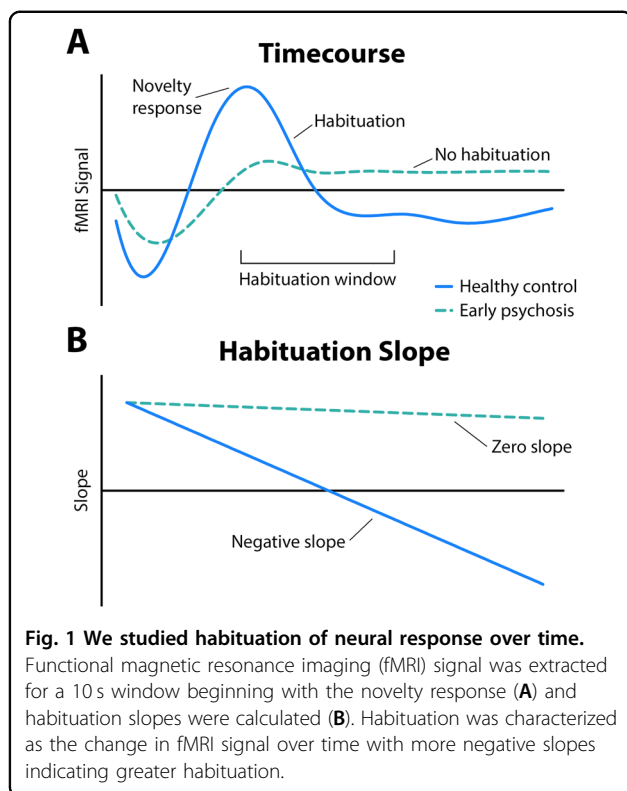 A
Timecourse
Novelty
response
Habituation
No habituation
fMRI Signal
Habituation window
Healthy control
Early psychosis
B
Habituation Slope
Zero slope
Slope
Negative slope
Fig. 1 We studied habituation of neural response over time.
Functional magnetic resonance imaging (fMRI) signal was extracted
for a 10 s window beginning with the novelty response (A) and
habituation slopes were calculated (B). Habituation was characterized
as the change in fMRI signal over time with more negative slopes
indicating greater habituation.